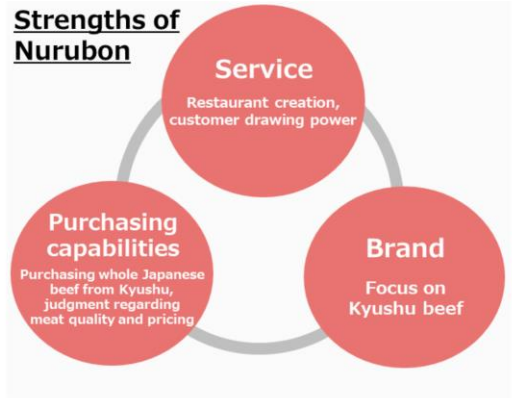 Strengths of
Nurubon
Service
Restaurant creation,
customer drawing power
Purchasing
capabilities
Purchasing whole Japanese
beef from Kyushu,
judgment regarding
meat quality and pricing
Brand
Focus on
Kyushu beef